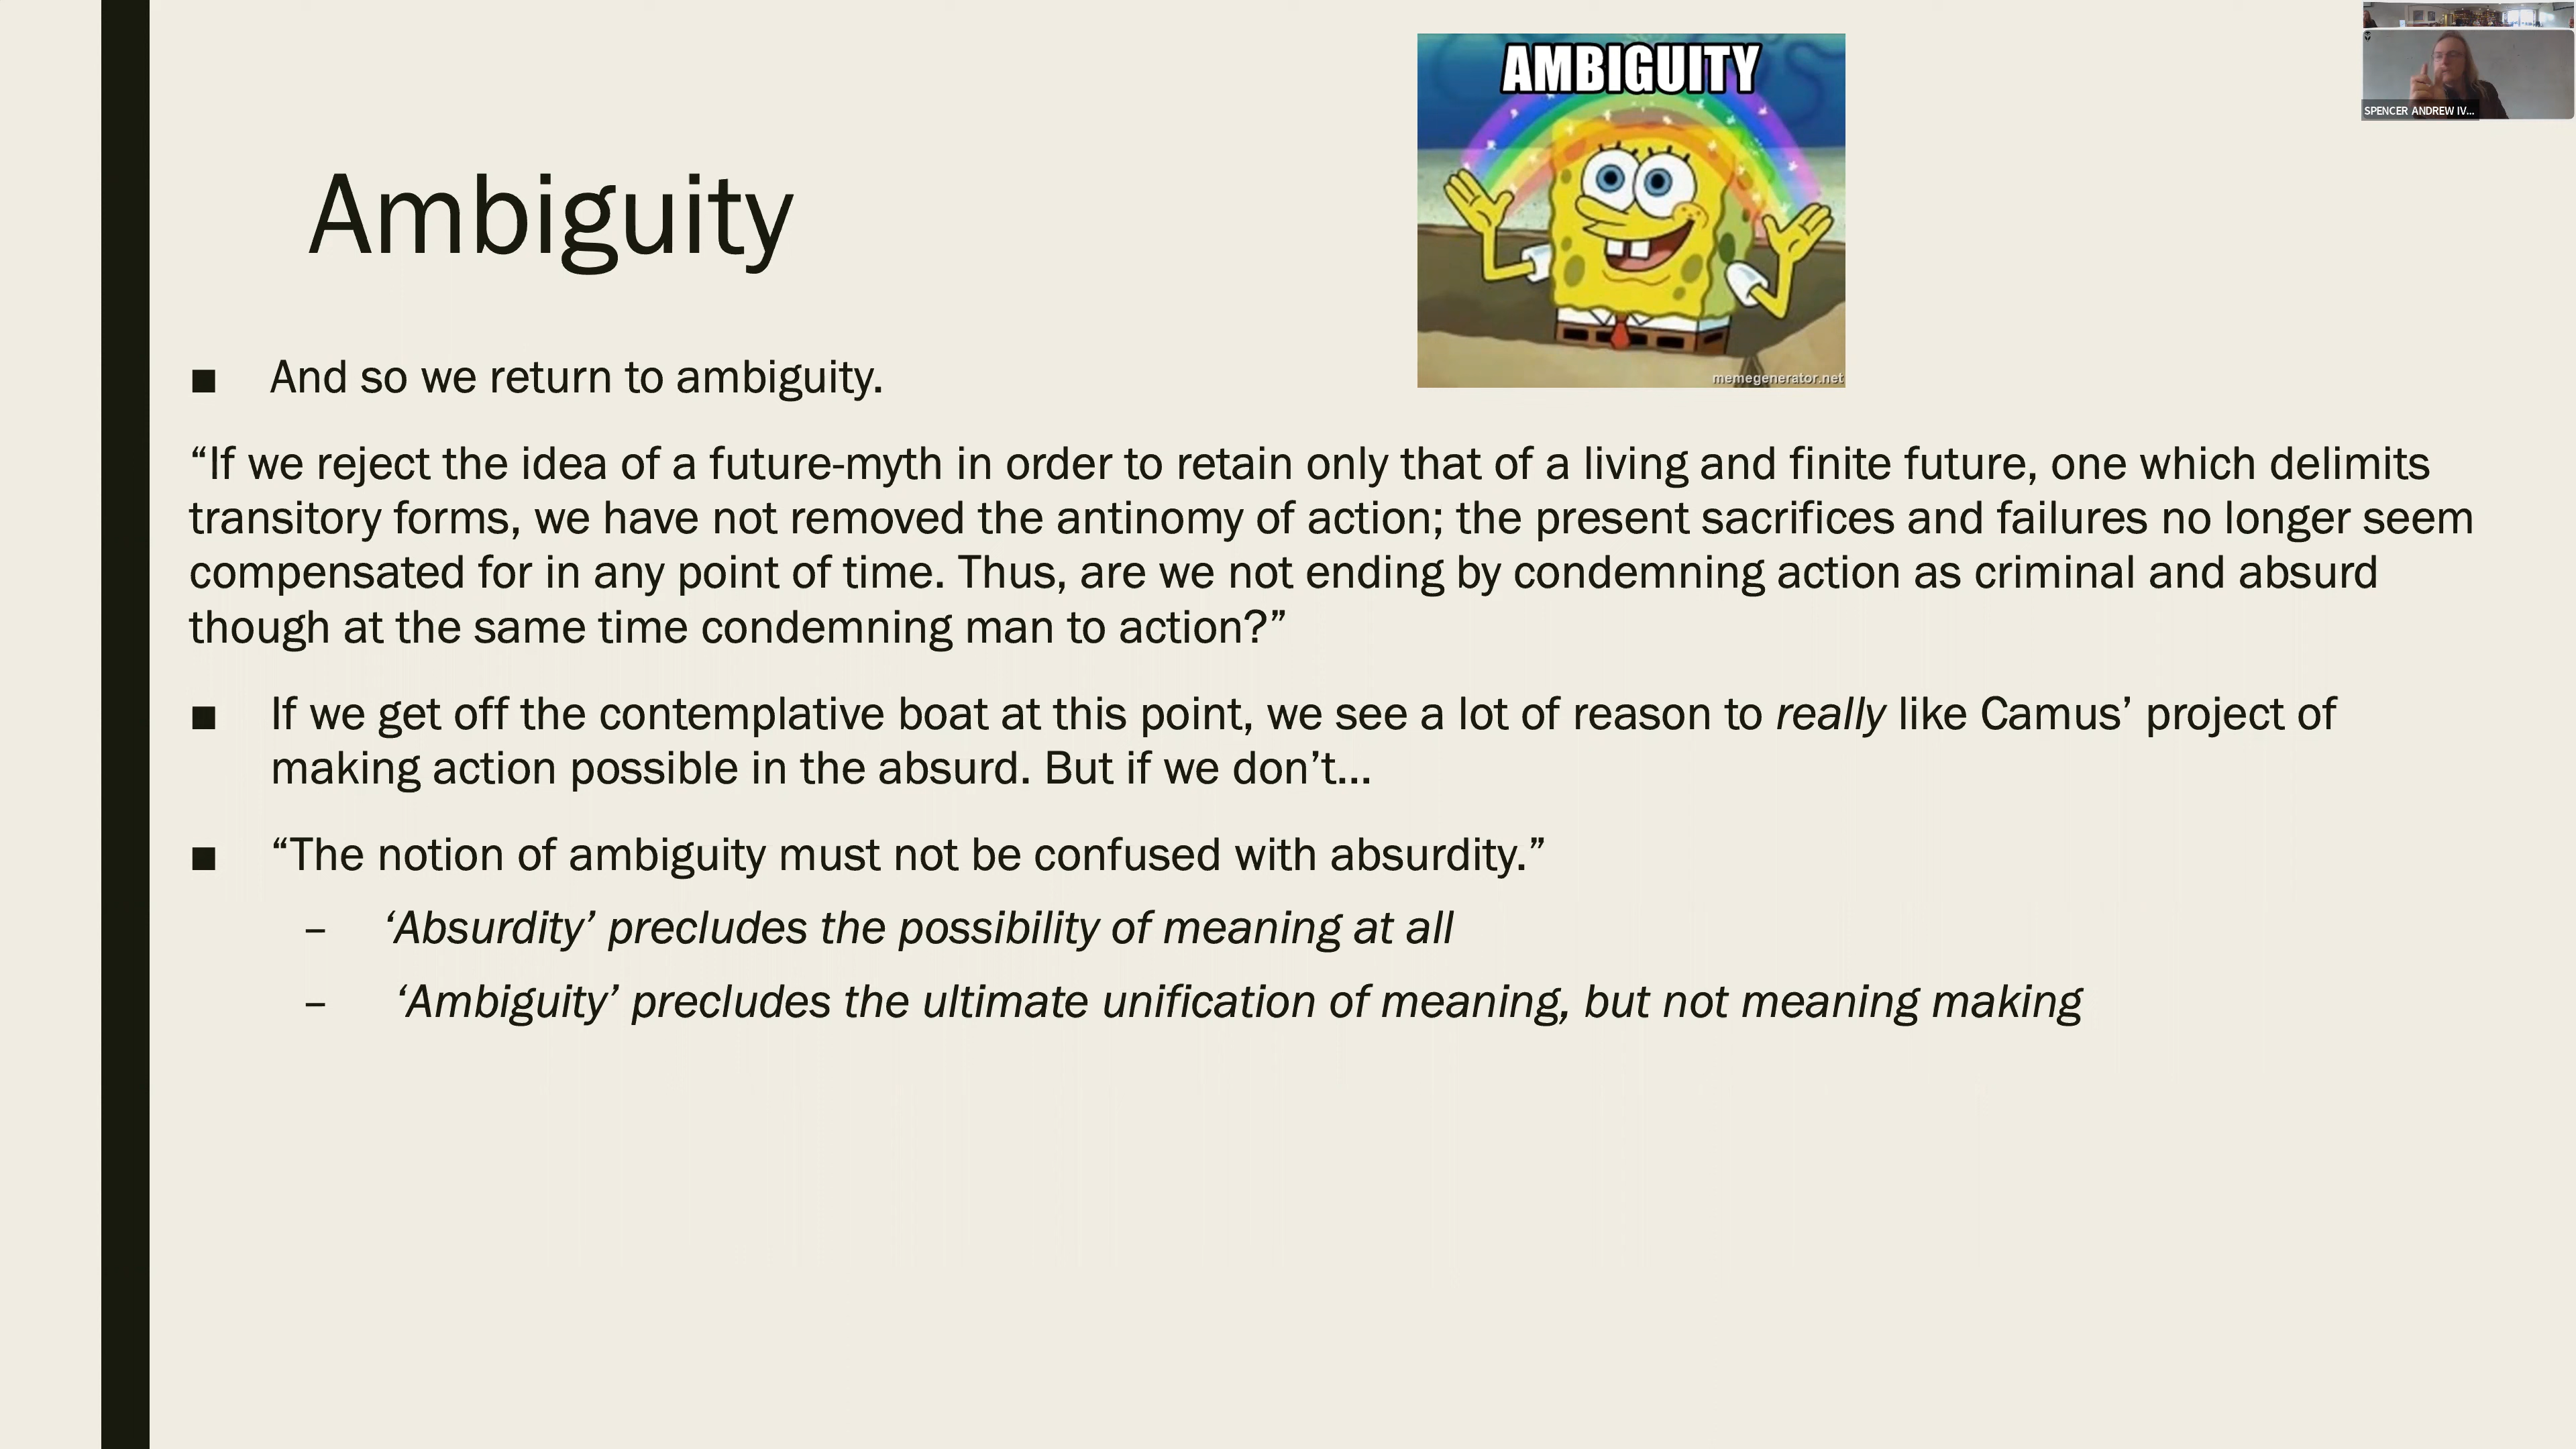 AMBIGUITY
memegenerator.net
SPENCER ANDREW IV...
Ambiguity
■ And so we return to ambiguity.
“If we reject the idea of a future-myth in order to retain only that of a living and finite future, one which delimits
transitory forms, we have not removed the antinomy of action; the present sacrifices and failures no longer seem
compensated for in any point of time. Thus, are we not ending by condemning action as criminal and absurd
though at the same time condemning man to action?”
■ If we get off the contemplative boat at this point, we see a lot of reason to really like Camus’ project of
making action possible in the absurd. But if we don’t…
■ “The notion of ambiguity must not be confused with absurdity.”
– ‘Absurdity’ precludes the possibility of meaning at all
– ‘Ambiguity’ precludes the ultimate unification of meaning, but not meaning making